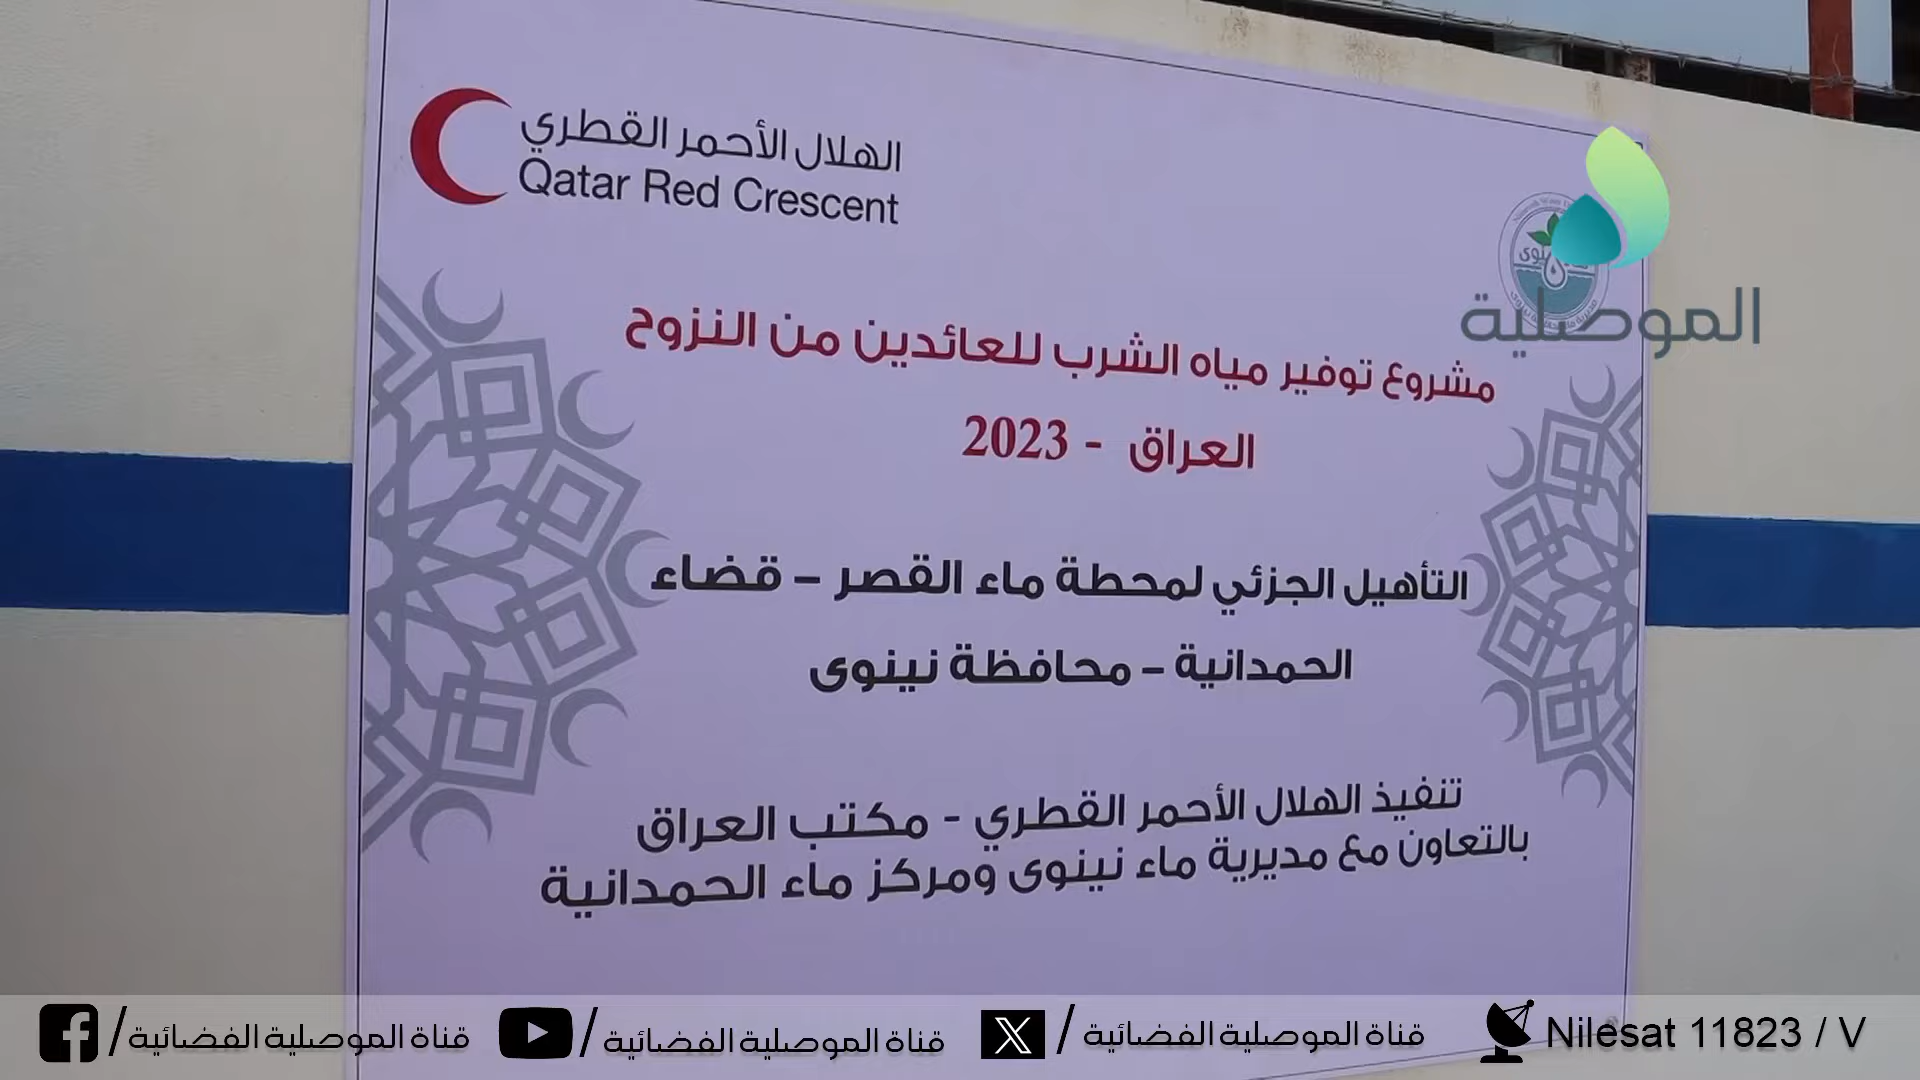 الهلال الأحمر القطري
Qatar Red Crescent
نينوى
الموصلية
مشروع توفير مياه الشرب للعائدين من النزوح
العراق - 2023
التأهيل الجزئي لمحطة ماء القصر – قضاء
الحمدانية – محافظة نينوى
تنفيذ الهلال الأحمر القطري - مكتب العراق
بالتعاون مع مديرية ماء نينوى ومركز ماء الحمدانية
/قناة الموصلية الفضائية
/قناة الموصلية الفضائية
/قناة الموصلية الفضائية
Nilesat 11823 / V